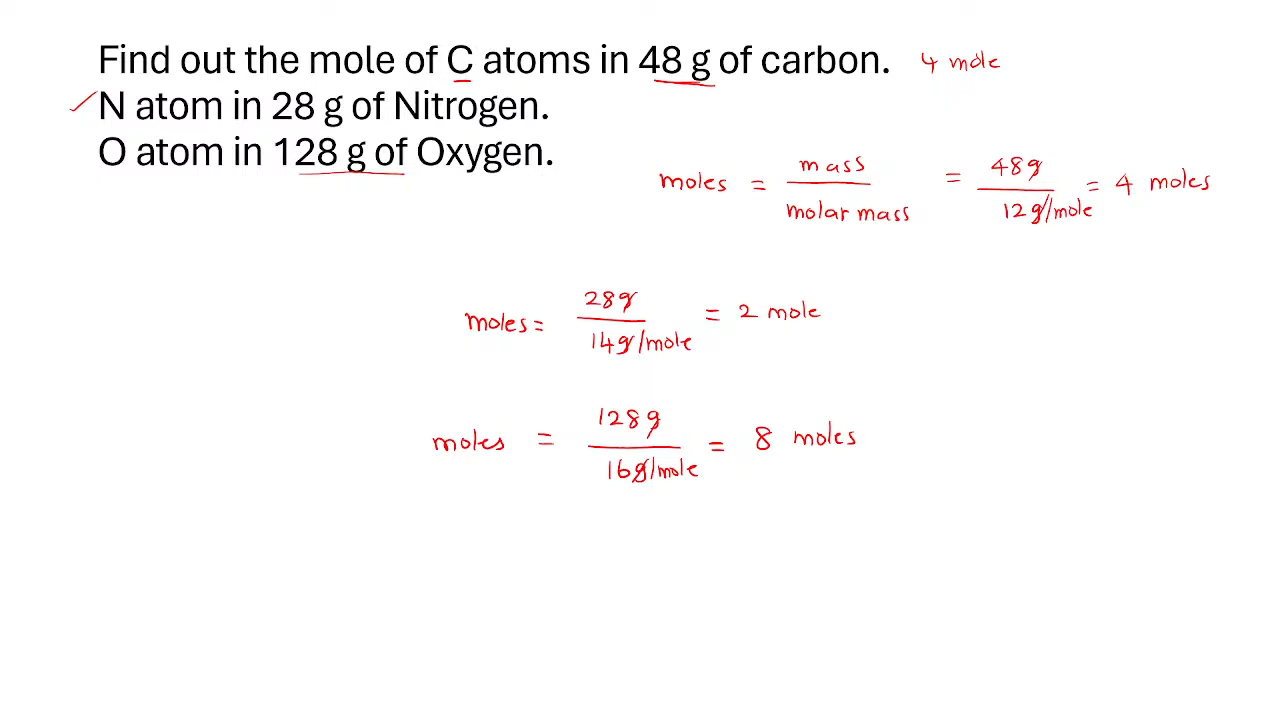 Find out the mole of C atoms in 48 g of carbon. 4 mole
N atom in 28 g of Nitrogen.
O atom in 128 g of Oxygen.
moles = mass / molar mass = 48g / 12g/mole = 4 moles
moles = 28g / 14g/mole = 2 mole
moles = 128g / 16g/mole = 8 moles